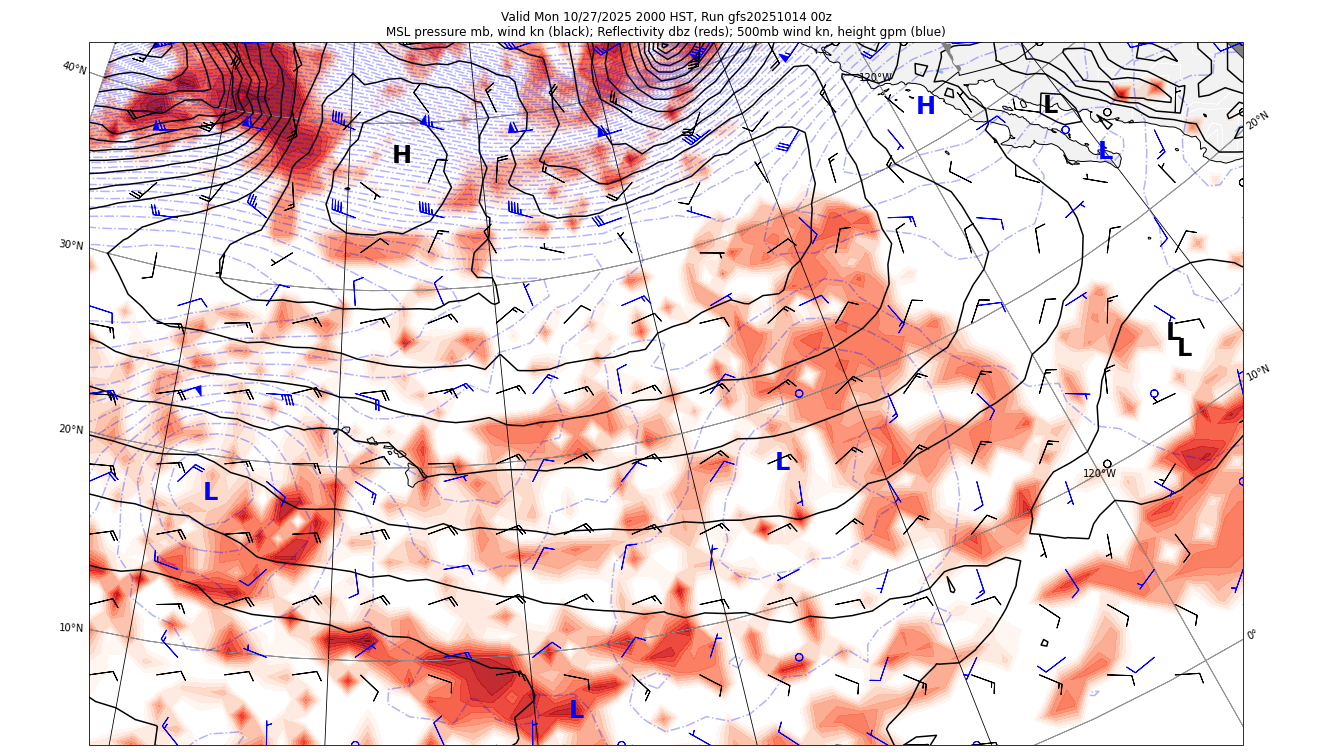 Valid Mon 10/27/2025 2000 HST, Run gfs20251014 00z
MSL pressure mb, wind kn (black); Reflectivity dbz (reds); 500mb wind kn, height gpm (blue)
40°N
120°W
H
L
20°N
L
H
30°N
L
L
10°N
20°N
L
120°W
L
10°N
0°
L